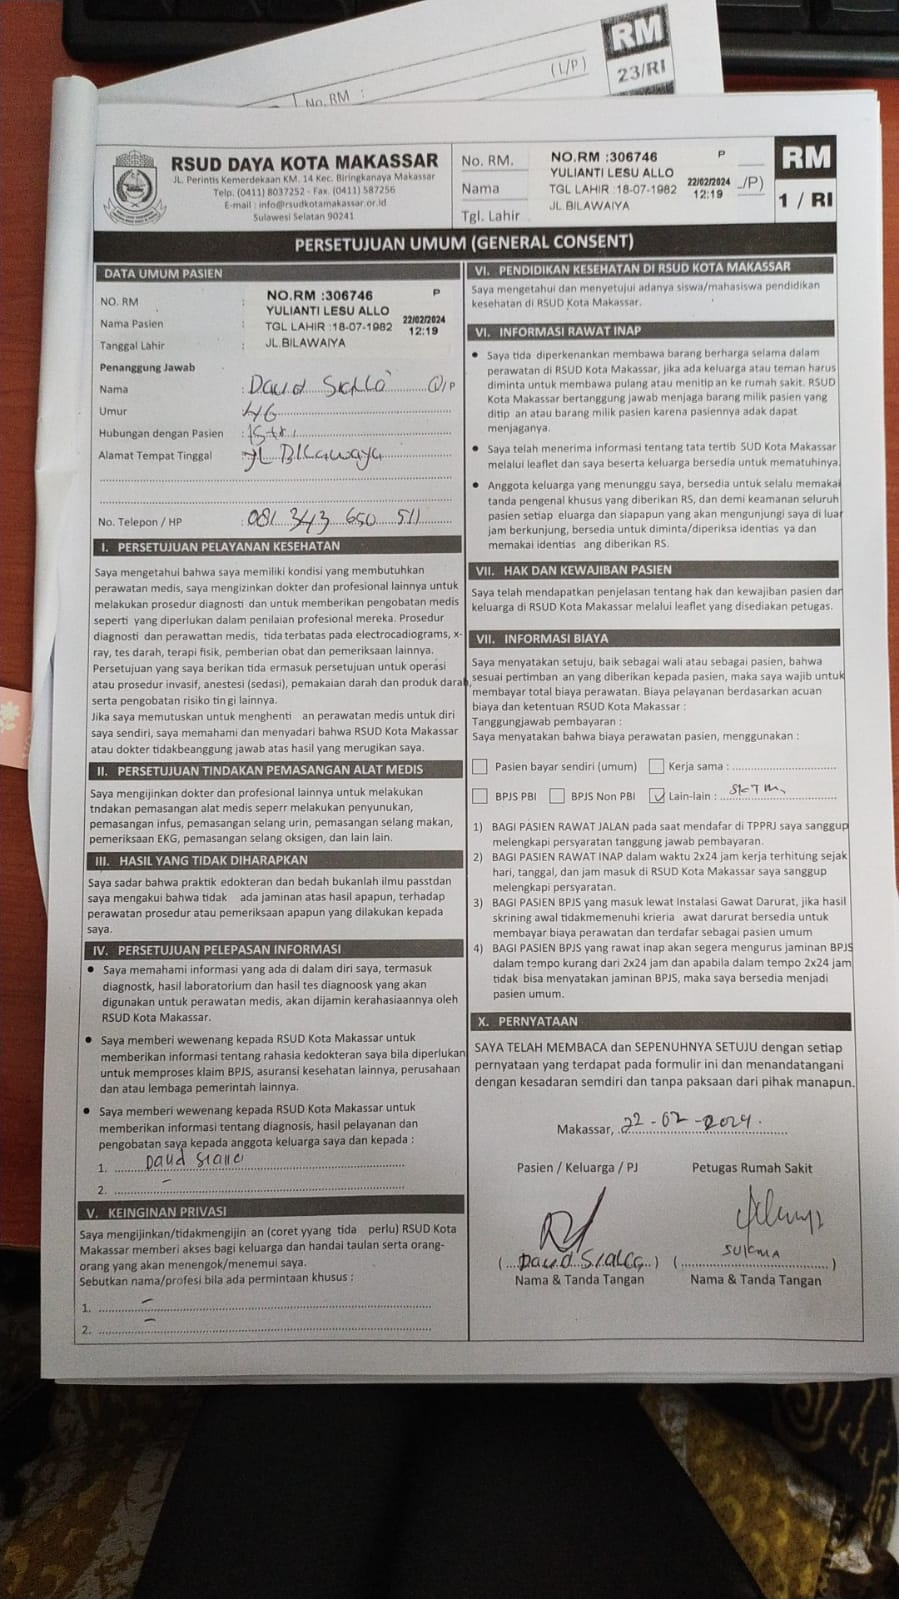 RM
23/RI
(L/P)
No. RM :
RSUD DAYA KOTA MAKASSAR
JL. Perintis Kemerdekaan KM. 14 Kec. Biringkanaya Makassar
Telp. (0411) 8037252 - Fax. (0411) 587256
E-mail : info@rsudkotamakassar.or.id
Sulawesi Selatan 90241
No. RM.
Nama
Tgl. Lahir
NO.RM :306746 P
YULIANTI LESU ALLO
TGL LAHIR :18-07-1982 22/02/2024
12:19
JL.BILAWAIYA
/P)
RM
1 / RI
PERSETUJUAN UMUM (GENERAL CONSENT)
DATA UMUM PASIEN
NO. RM :
Nama Pasien :
Tanggal Lahir :
NO.RM :306746 P
YULIANTI LESU ALLO
TGL LAHIR :18-07-1982 22/02/2024
12:19
JL.BILAWAIYA
Penanggung Jawab
Nama : David L/P
Umur : 46
Hubungan dengan Pasien :
Alamat Tempat Tinggal : JL Bilawaya
No. Telepon / HP : 081 343 650 511
I. PERSETUJUAN PELAYANAN KESEHATAN
Saya mengetahui bahwa saya memiliki kondisi yang membutuhkan
perawatan medis, saya mengizinkan dokter dan profesional lainnya untuk
melakukan prosedur diagnosti dan untuk memberikan pengobatan medis
seperti yang diperlukan dalam penilaian profesional mereka. Prosedur
diagnosti dan perawattan medis, tida terbatas pada electrocadiograms, x-
ray, tes darah, terapi fisik, pemberian obat dan pemeriksaan lainnya.
Persetujuan yang saya berikan tida ermasuk persetujuan untuk operasi
atau prosedur invasif, anestesi (sedasi), pemakaian darah dan produk darah,
serta pengobatan risiko tin gi lainnya.
Jika saya memutuskan untuk menghenti an perawatan medis untuk diri
saya sendiri, saya memahami dan menyadari bahwa RSUD Kota Makassar
atau dokter tidakbeanggung jawab atas hasil yang merugikan saya.
II. PERSETUJUAN TINDAKAN PEMASANGAN ALAT MEDIS
Saya mengijinkan dokter dan profesional lainnya untuk melakukan
tndakan pemasangan alat medis seperr melakukan penyunukan,
pemasangan infus, pemasangan selang urin, pemasangan selang makan,
pemeriksaan EKG, pemasangan selang oksigen, dan lain lain.
III. HASIL YANG TIDAK DIHARAPKAN
Saya sadar bahwa praktik edokteran dan bedah bukanlah ilmu passtdan
saya mengakui bahwa tidak ada jaminan atas hasil apapun, terhadap
perawatan prosedur atau pemeriksaan apapun yang dilakukan kepada
saya.
IV. PERSETUJUAN PELEPASAN INFORMASI
• Saya memahami informasi yang ada di dalam diri saya, termasuk
diagnostk, hasil laboratorium dan hasil tes diagnoosk yang akan
digunakan untuk perawatan medis, akan dijamin kerahasiaannya oleh
RSUD Kota Makassar.
• Saya memberi wewenang kepada RSUD Kota Makassar untuk
memberikan informasi tentang rahasia kedokteran saya bila diperlukan
untuk memproses klaim BPJS, asuransi kesehatan lainnya, perusahaan
dan atau lembaga pemerintah lainnya.
• Saya memberi wewenang kepada RSUD Kota Makassar untuk
memberikan informasi tentang diagnosis, hasil pelayanan dan
pengobatan saya kepada anggota keluarga saya dan kepada :
1. David
2. -
V. KEINGINAN PRIVASI
Saya mengijinkan/tidakmengijin an (coret yyang tida perlu) RSUD Kota
Makassar memberi akses bagi keluarga dan handai taulan serta orang-
orang yang akan menengok/menemui saya.
Sebutkan nama/profesi bila ada permintaan khusus :
1. -
2. -
VI. PENDIDIKAN KESEHATAN DI RSUD KOTA MAKASSAR
Saya mengetahui dan menyetujui adanya siswa/mahasiswa pendidikan
kesehatan di RSUD Kota Makassar.
VI. INFORMASI RAWAT INAP
• Saya tida diperkenankan membawa barang berharga selama dalam
perawatan di RSUD Kota Makassar, jika ada keluarga atau teman harus
diminta untuk membawa pulang atau menitip an ke rumah sakit. RSUD
Kota Makassar bertanggung jawab menjaga barang milik pasien yang
ditip an atau barang milik pasien karena pasiennya adak dapat
menjaganya.
• Saya telah menerima informasi tentang tata tertib SUD Kota Makassar
melalui leaflet dan saya beserta keluarga bersedia untuk mematuhinya.
• Anggota keluarga yang menunggu saya, bersedia untuk selalu memakai
tanda pengenal khusus yang diberikan RS, dan demi keamanan seluruh
pasien setiap eluarga dan siapapun yang akan mengunjungi saya di luar
jam berkunjung, bersedia untuk diminta/diperiksa identias ya dan
memakai identias ang diberikan RS.
VII. HAK DAN KEWAJIBAN PASIEN
Saya telah mendapatkan penjelasan tentang hak dan kewajiban pasien dan
keluarga di RSUD Kota Makassar melalui leaflet yang disediakan petugas.
VII. INFORMASI BIAYA
Saya menyatakan setuju, baik sebagai wali atau sebagai pasien, bahwa
sesuai pertimban an yang diberikan kepada pasien, maka saya wajib untuk
membayar total biaya perawatan. Biaya pelayanan berdasarkan acuan
biaya dan ketentuan RSUD Kota Makassar :
Tanggungjawab pembayaran :
Saya menyatakan bahwa biaya perawatan pasien, menggunakan :
Pasien bayar sendiri (umum) Kerja sama :
BPJS PBI BPJS Non PBI Lain-lain : SKTM
1) BAGI PASIEN RAWAT JALAN pada saat mendafar di TPPRJ saya sanggup
melengkapi persyaratan tanggung jawab pembayaran.
2) BAGI PASIEN RAWAT INAP dalam waktu 2x24 jam kerja terhitung sejak
hari, tanggal, dan jam masuk di RSUD Kota Makassar saya sanggup
melengkapi persyaratan.
3) BAGI PASIEN BPJS yang masuk lewat Instalasi Gawat Darurat, jika hasil
skrining awal tidakmemenuhi krieria awat darurat bersedia untuk
membayar biaya perawatan dan terdafar sebagai pasien umum
4) BAGI PASIEN BPJS yang rawat inap akan segera mengurus jaminan BPJS
dalam tempo kurang dari 2x24 jam dan apabila dalam tempo 2x24 jam
tidak bisa menyatakan jaminan BPJS, maka saya bersedia menjadi
pasien umum.
X. PERNYATAAN
SAYA TELAH MEMBACA dan SEPENUHNYA SETUJU dengan setiap
pernyataan yang terdapat pada formulir ini dan menandatangani
dengan kesadaran semdiri dan tanpa paksaan dari pihak manapun.
Makassar, 22-02-2024.
Pasien / Keluarga / PJ Petugas Rumah Sakit
(David) (SUKMA)
Nama & Tanda Tangan Nama & Tanda Tangan